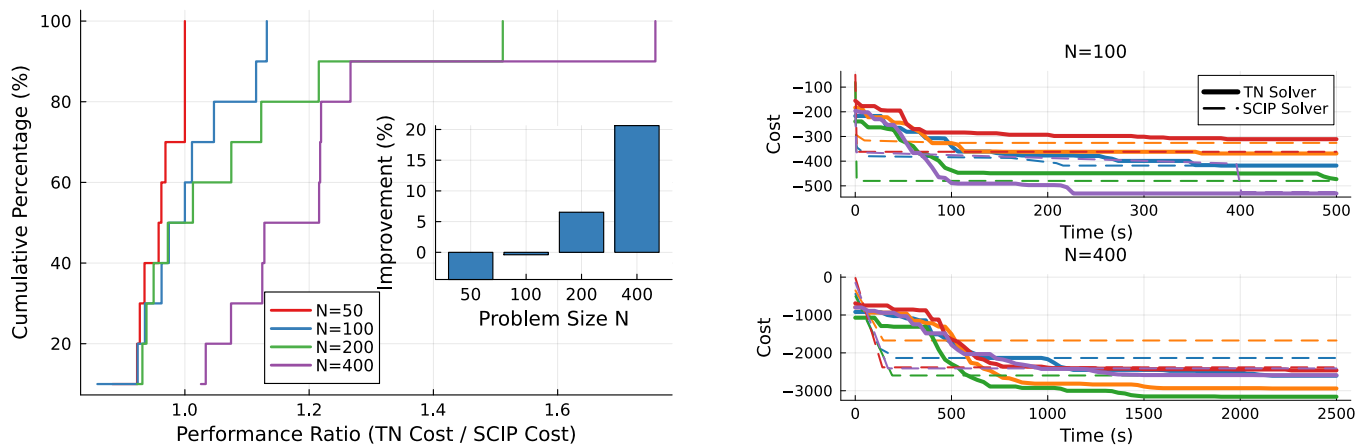 100
80
60
40
20
Cumulative Percentage (%)
1.0
1.2
1.4
1.6
Performance Ratio (TN Cost / SCIP Cost)
N=50
N=100
N=200
N=400
20
15
10
5
0
Improvement (%)
50
100
200
400
Problem Size N
N=100
−100
−200
−300
−400
−500
Cost
TN Solver
SCIP Solver
0
100
200
300
400
500
Time (s)
N=400
0
−1000
−2000
−3000
Cost
0
500
1000
1500
2000
2500
Time (s)